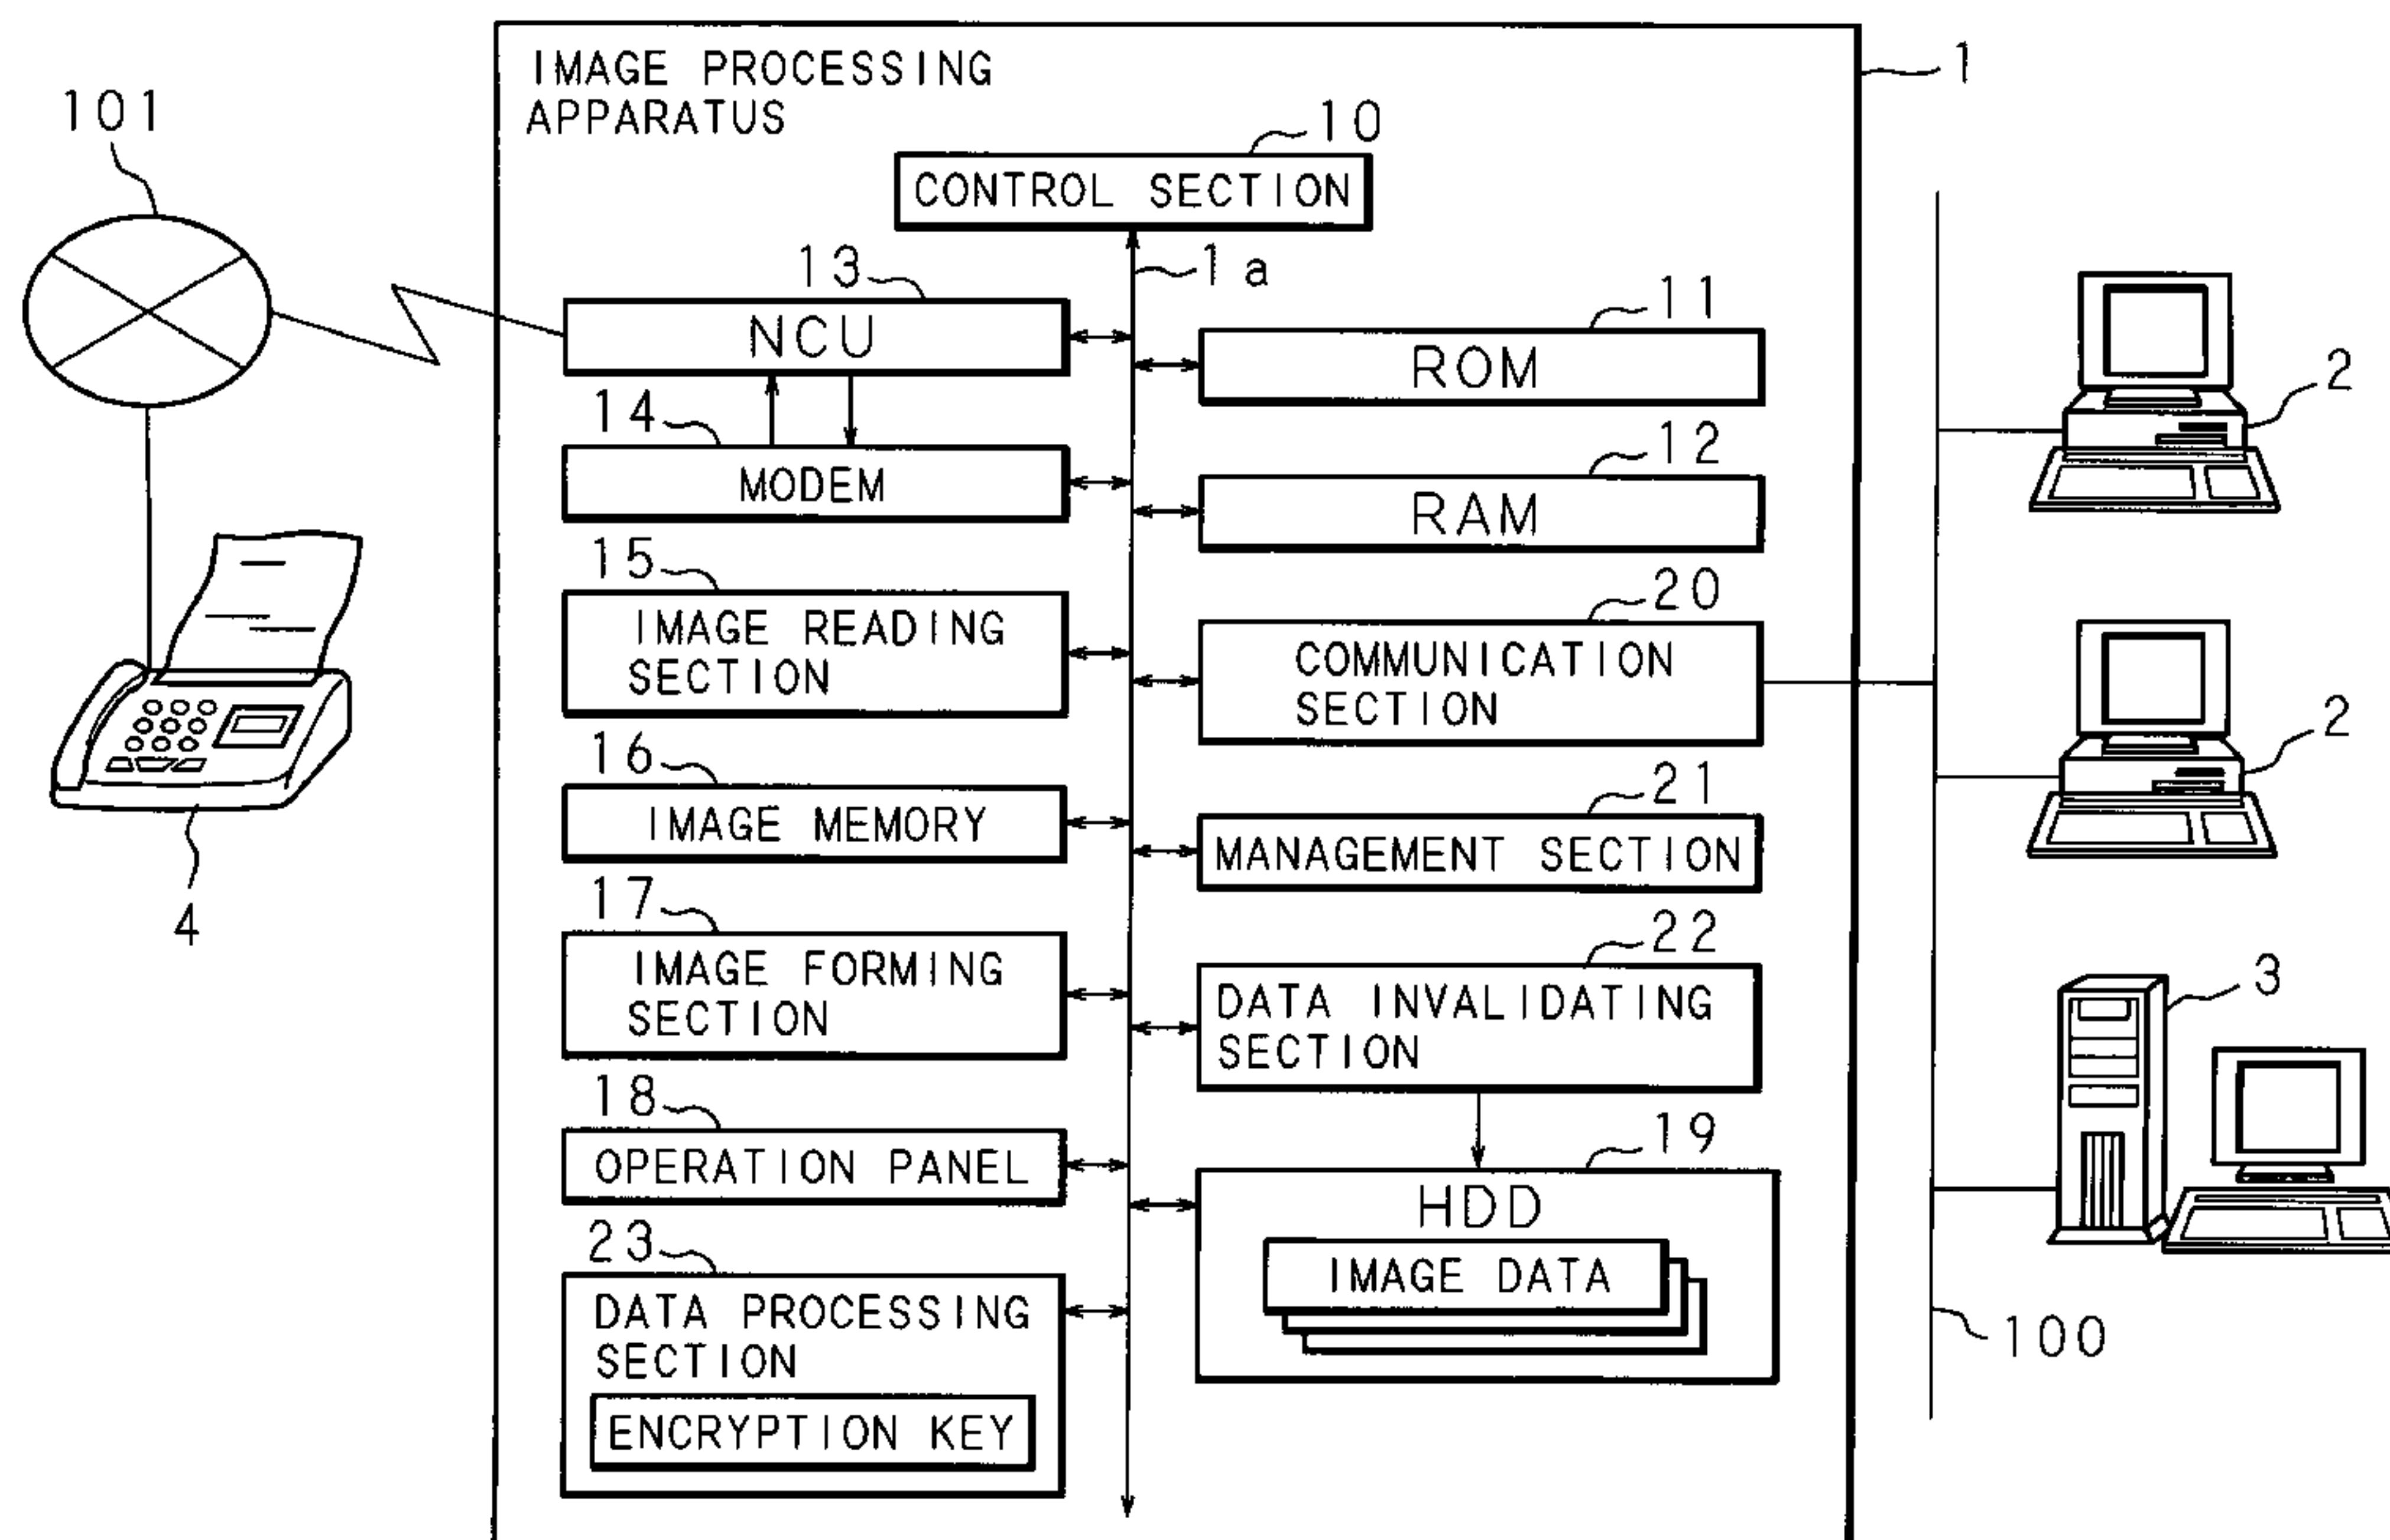 IMAGE PROCESSING
APPARATUS
1
101
10
CONTROL SECTION
1a
13
NCU
11
ROM
14
MODEM
12
RAM
2
15
IMAGE READING
SECTION
20
COMMUNICATION
SECTION
2
16
IMAGE MEMORY
21
MANAGEMENT SECTION
4
17
IMAGE FORMING
SECTION
22
DATA INVALIDATING
SECTION
3
18
OPERATION PANEL
19
HDD
IMAGE DATA
23
DATA PROCESSING
SECTION
ENCRYPTION KEY
100